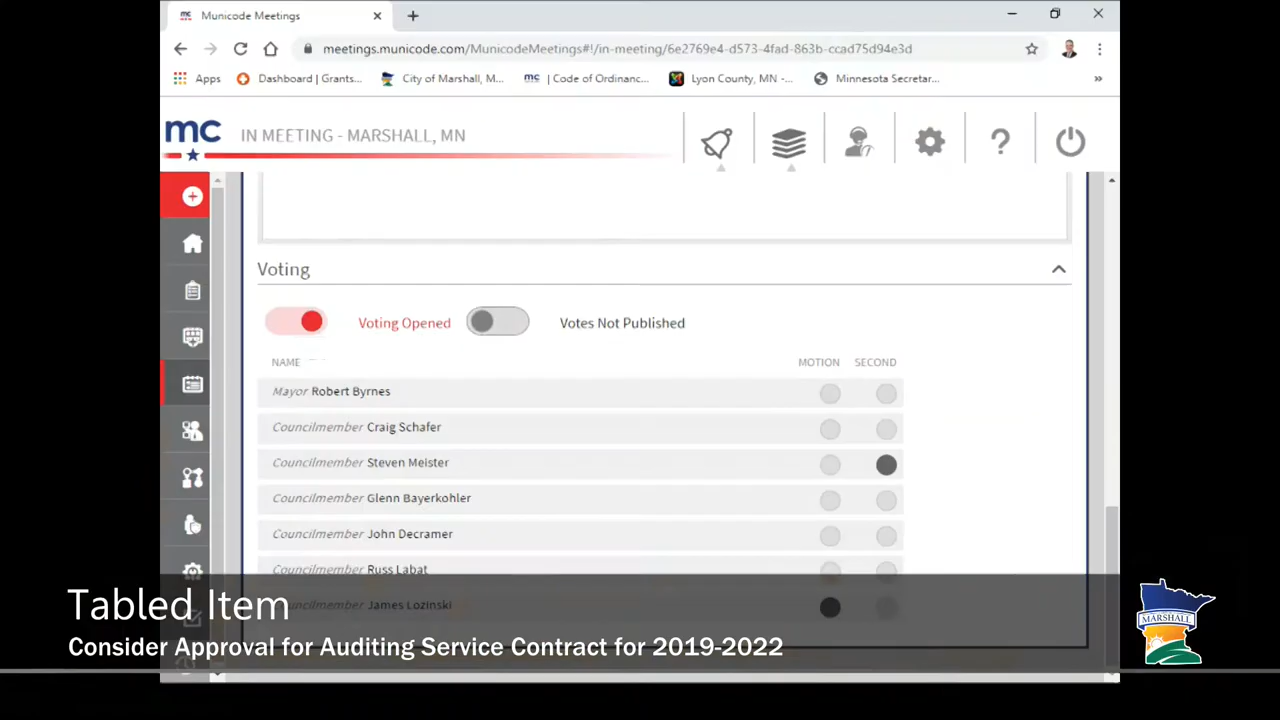 mc Municode Meetings
meetings.municode.com/MunicodeMeetings#!/in-meeting/6e2769e4-d573-4fad-863b-ccad75d94e3d
Apps Dashboard | Grants... City of Marshall, M... mc | Code of Ordinanc... Lyon County, MN -... Minnesota Secretar... »
mc IN MEETING - MARSHALL, MN
Voting
Voting Opened Votes Not Published
NAME MOTION SECOND
Mayor Robert Byrnes
Councilmember Craig Schafer
Councilmember Steven Meister
Councilmember Glenn Bayerkohler
Councilmember John Decramer
Councilmember Russ Labat
Councilmember James Lozinski
Tabled Item
Consider Approval for Auditing Service Contract for 2019-2022
MARSHALL